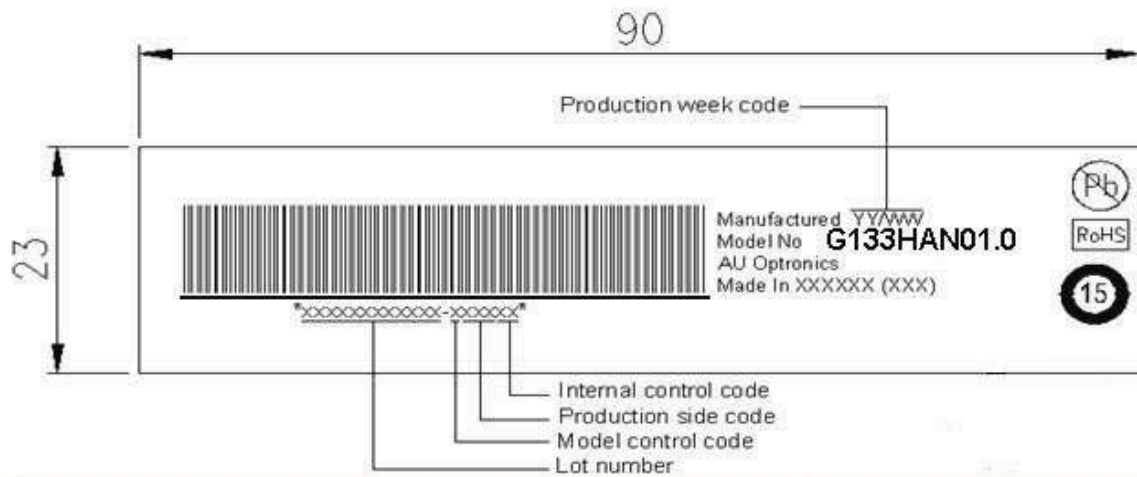 90
Production week code
23
Manufactured YY/WW
Model No G133HAN01.0
AU Optronics
Made In XXXXXX (XXX)
Pb
RoHS
15
*XXXXXXXXXXXX-XXXXXX*
Internal control code
Production side code
Model control code
Lot number